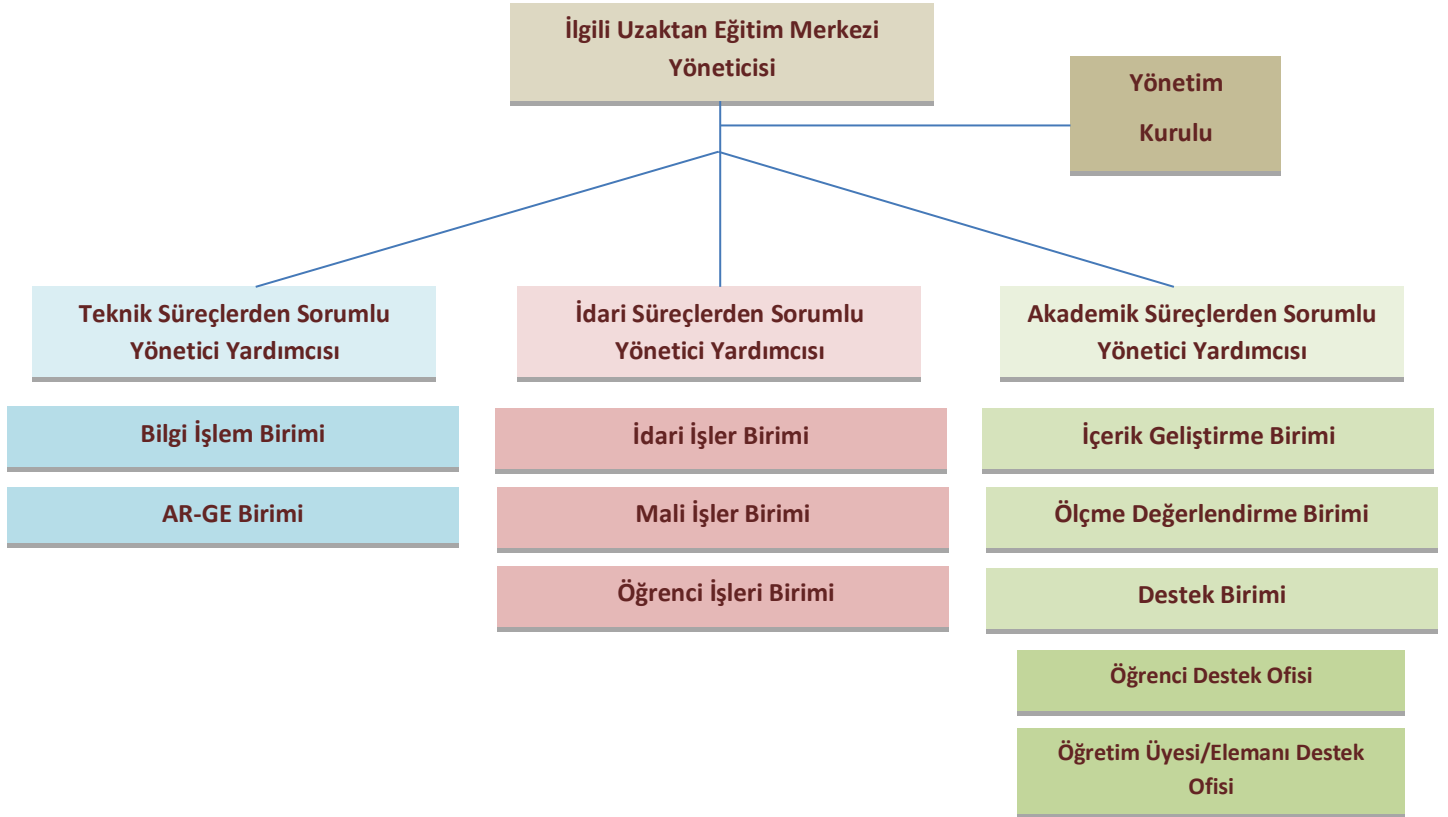 İlgili Uzaktan Eğitim Merkezi
Yöneticisi
Yönetim
Kurulu
Teknik Süreçlerden Sorumlu
Yönetici Yardımcısı
İdari Süreçlerden Sorumlu
Yönetici Yardımcısı
Akademik Süreçlerden Sorumlu
Yönetici Yardımcısı
Bilgi İşlem Birimi
AR-GE Birimi
İdari İşler Birimi
Mali İşler Birimi
Öğrenci İşleri Birimi
İçerik Geliştirme Birimi
Ölçme Değerlendirme Birimi
Destek Birimi
Öğrenci Destek Ofisi
Öğretim Üyesi/Elemanı Destek
Ofisi